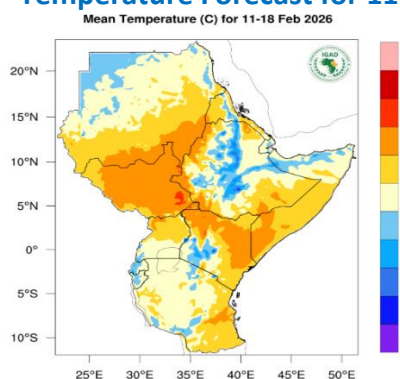 Temperature Forecast for 11
Mean Temperature (C) for 11-18 Feb 2026
IGAD
20°N
15°N
10°N
5°N
0°
5°S
10°S
25°E 30°E 35°E 40°E 45°E 50°E